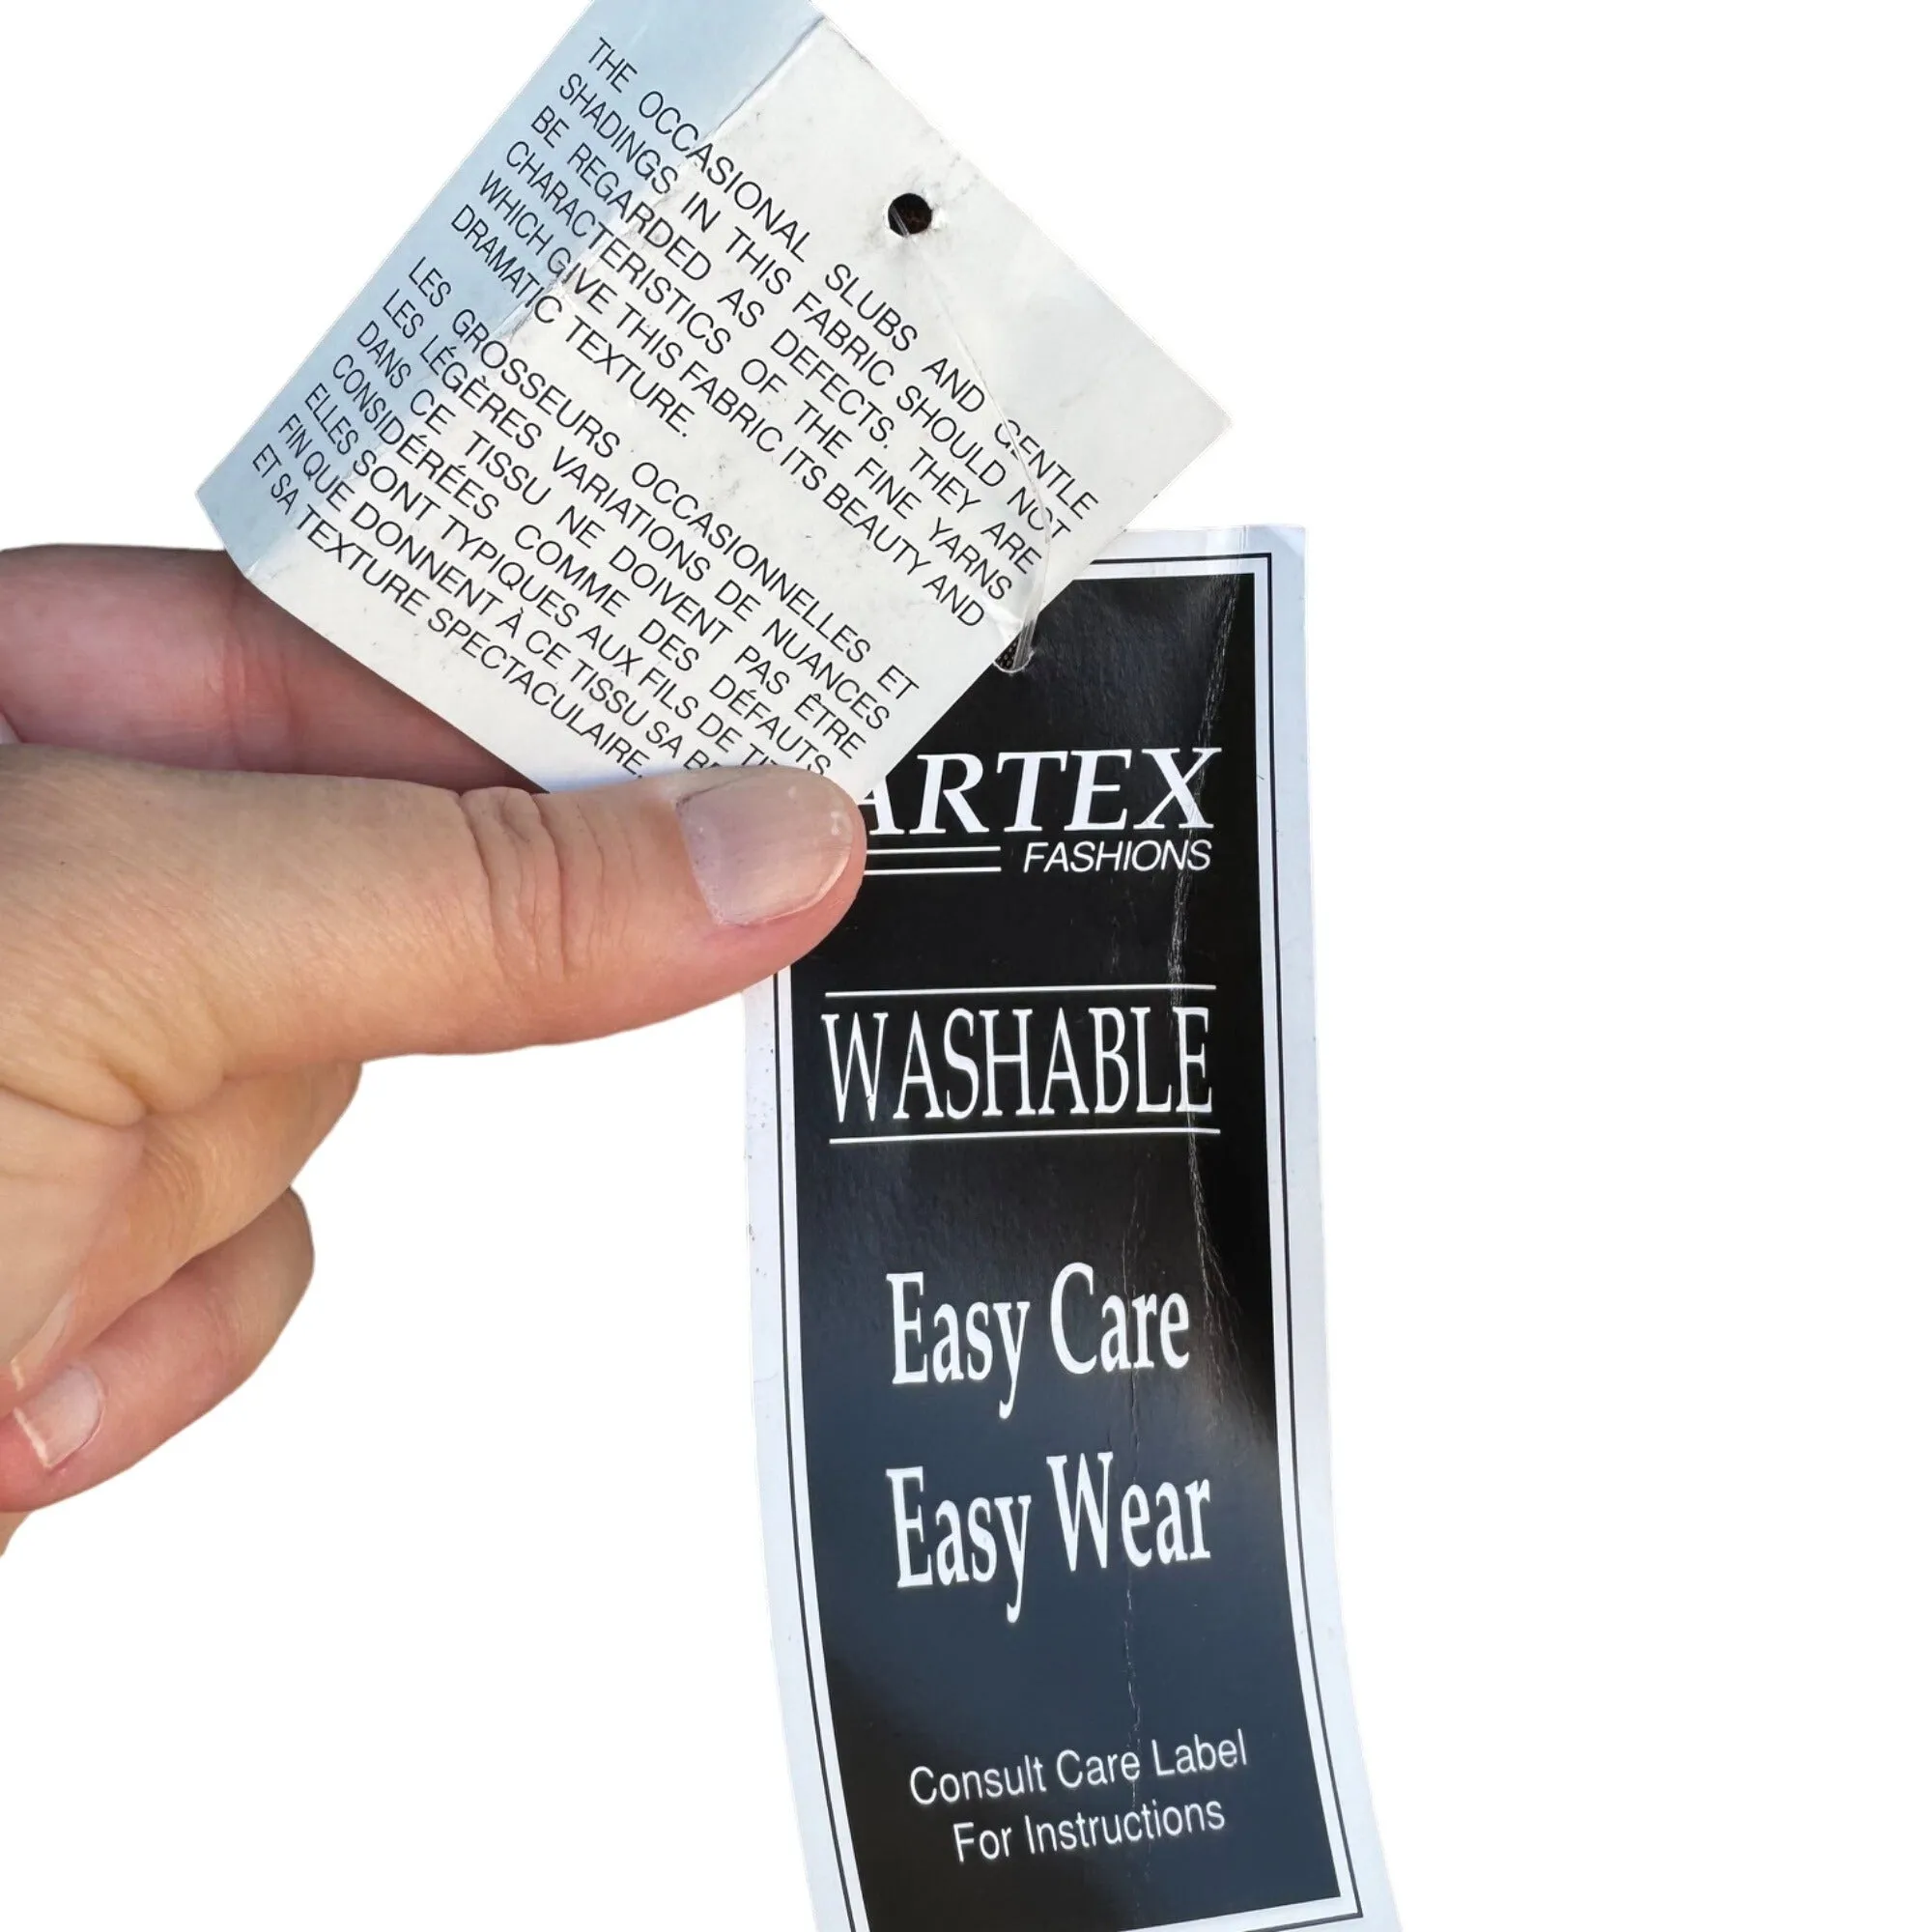 THE OCCASIONAL SLUBS AND GENTLE
SHADINGS IN THIS FABRIC SHOULD NOT
BE REGARDED AS DEFECTS. THEY ARE
CHARACTERISTICS OF THE FINE YARNS
WHICH GIVE THIS FABRIC ITS BEAUTY AND
DRAMATIC TEXTURE.
LES GROSSEURS OCCASIONNELLES ET
LES LÉGÈRES VARIATIONS DE NUANCES
DANS CE TISSU NE DOIVENT PAS ÊTRE
CONSIDÉRÉES COMME DES DÉFAUTS.
ELLES SONT TYPIQUES AUX FILS DE
FIN QUE DONNENT À CE TISSU SA
ET SA TEXTURE SPECTACULAIRE.
ARTEX
FASHIONS
WASHABLE
Easy Care
Easy Wear
Consult Care Label
For Instructions